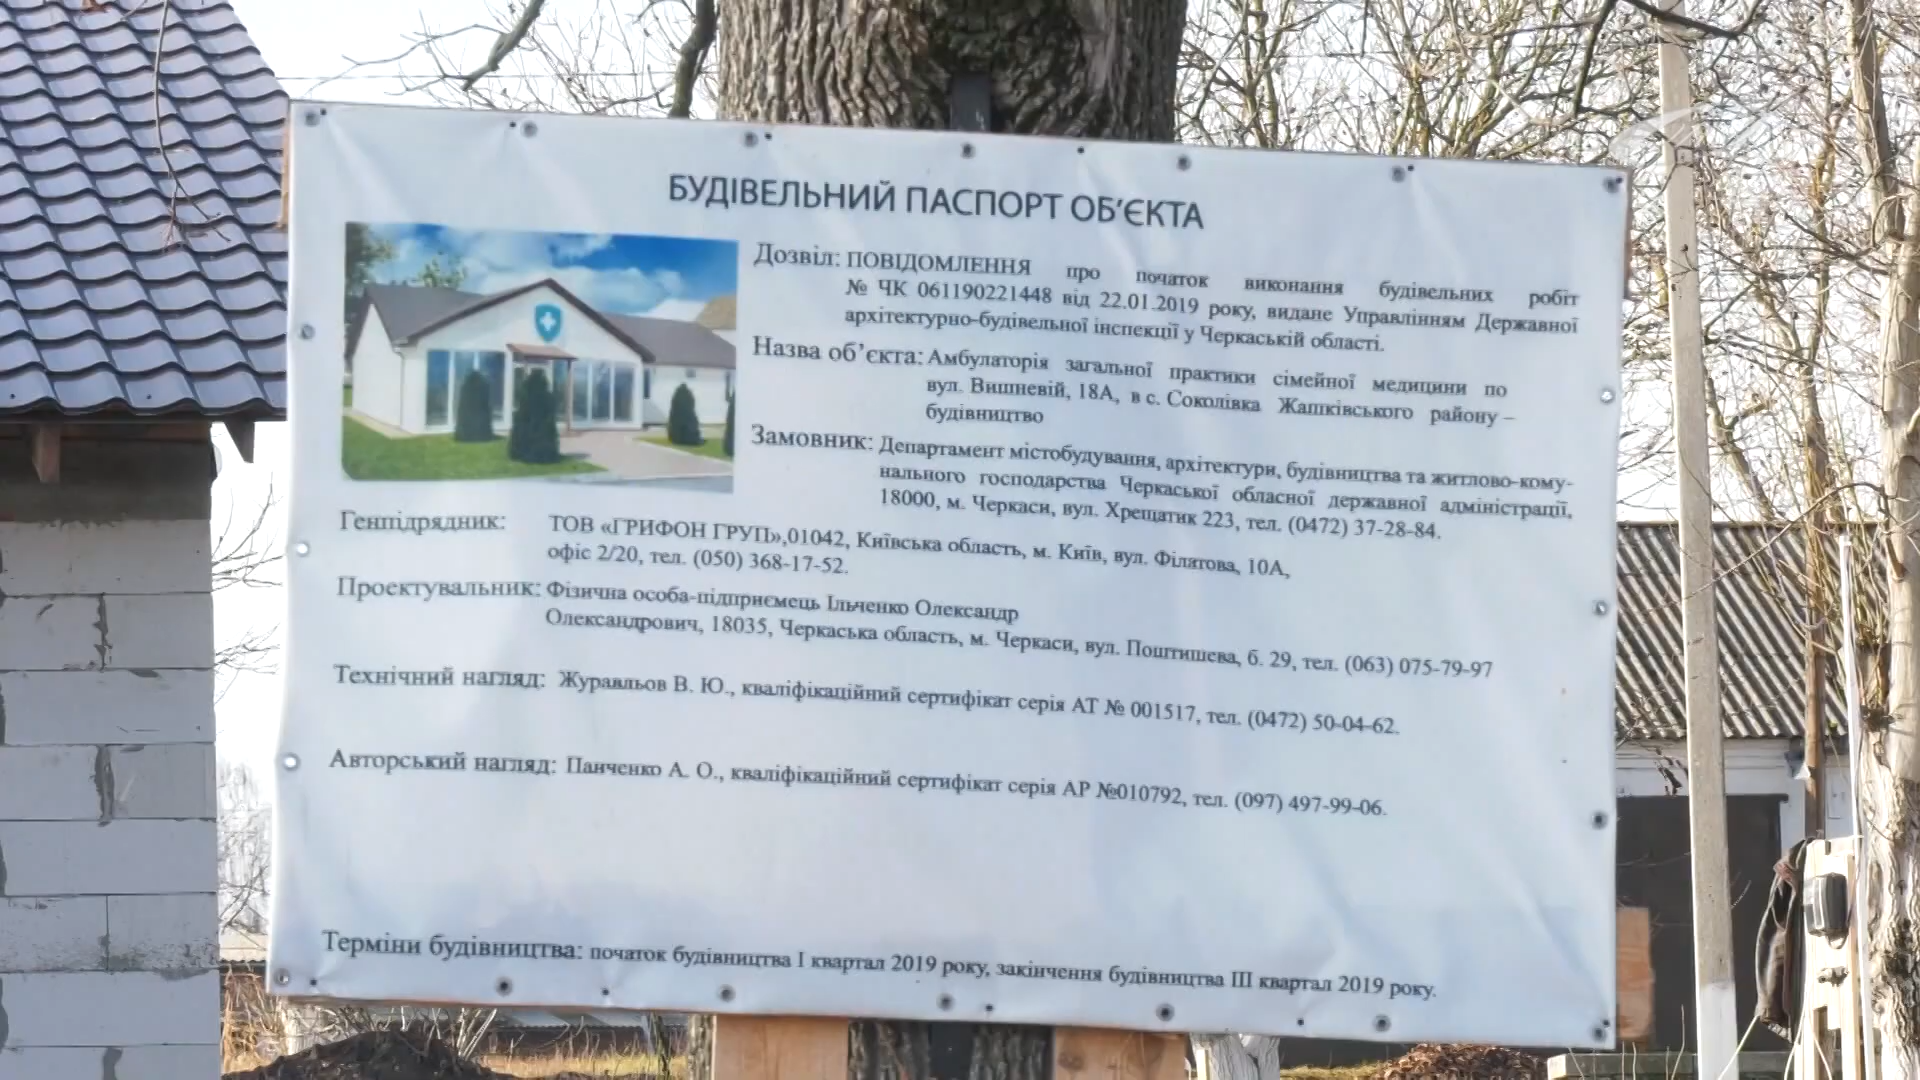 БУДІВЕЛЬНИЙ ПАСПОРТ ОБ'ЄКТА
Дозвіл: ПОВІДОМЛЕННЯ про початок виконання будівельних робіт
№ ЧК 061190221448 від 22.01.2019 року, видане Управлінням Державної
архітектурно-будівельної інспекції у Черкаській області.
Назва об'єкта: Амбулаторія загальної практики сімейної медицини по
вул. Вишневій, 18А, в с. Соколівка Жашківського району –
будівництво
Замовник: Департамент містобудування, архітектури, будівництва та житлово-кому-
нального господарства Черкаської обласної державної адміністрації,
18000, м. Черкаси, вул. Хрещатик 223, тел. (0472) 37-28-84.
Генпідрядник: ТОВ «ГРИФОН ГРУП»,01042, Київська область, м. Київ, вул. Філатова, 10А,
офіс 2/20, тел. (050) 368-17-52.
Проектувальник: Фізична особа-підприємець Ільченко Олександр
Олександрович, 18035, Черкаська область, м. Черкаси, вул. Поштишева, б. 29, тел. (063) 075-79-97
Технічний нагляд: Журавльов В. Ю., кваліфікаційний сертифікат серія АТ № 001517, тел. (0472) 50-04-62.
Авторський нагляд: Панченко А. О., кваліфікаційний сертифікат серія АР №010792, тел. (097) 497-99-06.
Терміни будівництва: початок будівництва І квартал 2019 року, закінчення будівництва ІІІ квартал 2019 року.